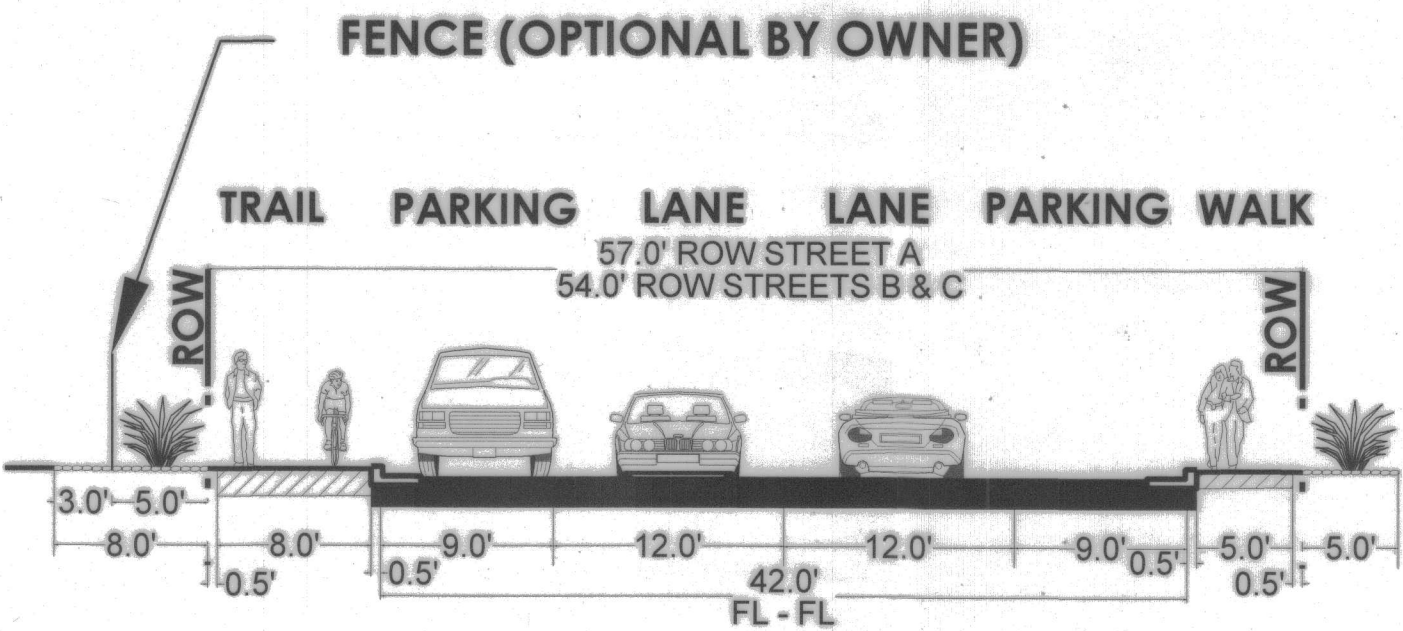 FENCE (OPTIONAL BY OWNER)
TRAIL PARKING LANE LANE PARKING WALK
57.0' ROW STREET A
54.0' ROW STREETS B & C
ROW
ROW
3.0' 5.0'
8.0' 8.0' 9.0' 12.0' 12.0' 9.0' 0.5' 5.0' 5.0'
0.5' 0.5' 42.0' 0.5'
FL - FL